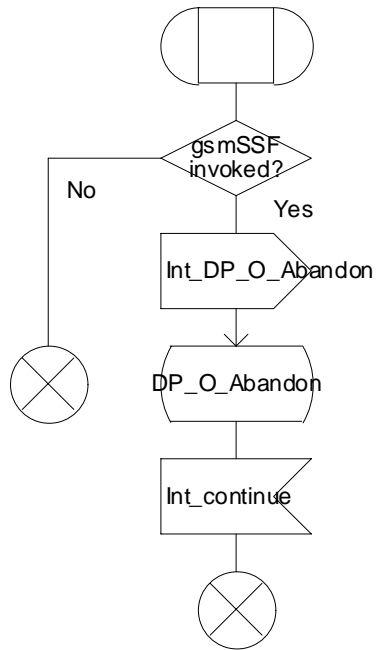 gsmSSF
invoked?
No
Yes
Int_DP_O_Abandon
DP_O_Abandon
Int_continue